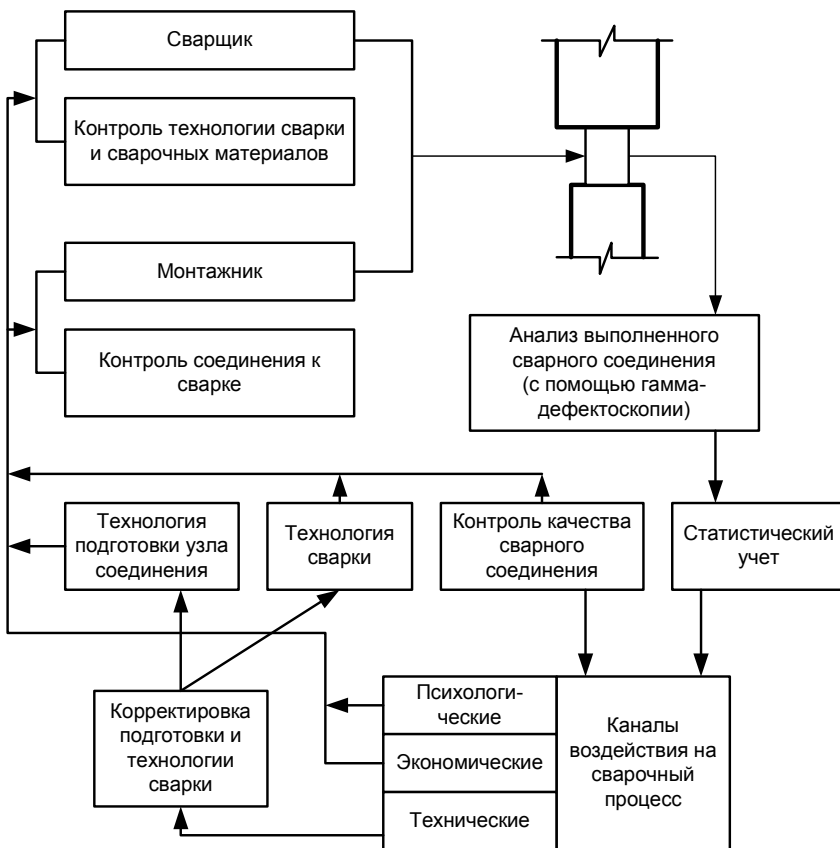 Сварщик
Контроль технологии сварки
и сварочных материалов
Монтажник
Контроль соединения к
сварке
Анализ выполненного
сварного соединения
(с помощью гамма-
дефектоскопии)
Технология
подготовки узла
соединения
Технология
сварки
Контроль качества
сварного
соединения
Статистический
учет
Корректировка
подготовки и
технологии
сварки
Психологи-
ческие
Экономические
Технические
Каналы
воздействия на
сварочный
процесс